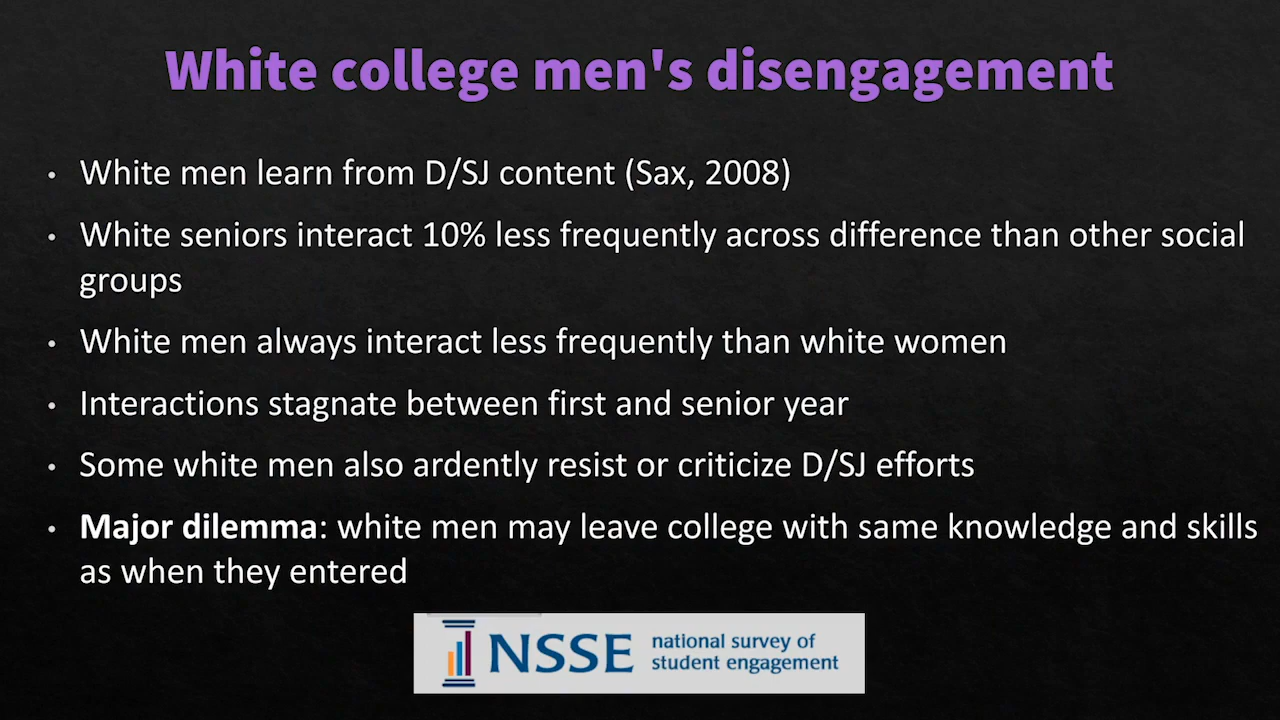 White college men's disengagement
• White men learn from D/SJ content (Sax, 2008)
• White seniors interact 10% less frequently across difference than other social
groups
• White men always interact less frequently than white women
• Interactions stagnate between first and senior year
• Some white men also ardently resist or criticize D/SJ efforts
• Major dilemma: white men may leave college with same knowledge and skills
as when they entered
NSSE national survey of
student engagement